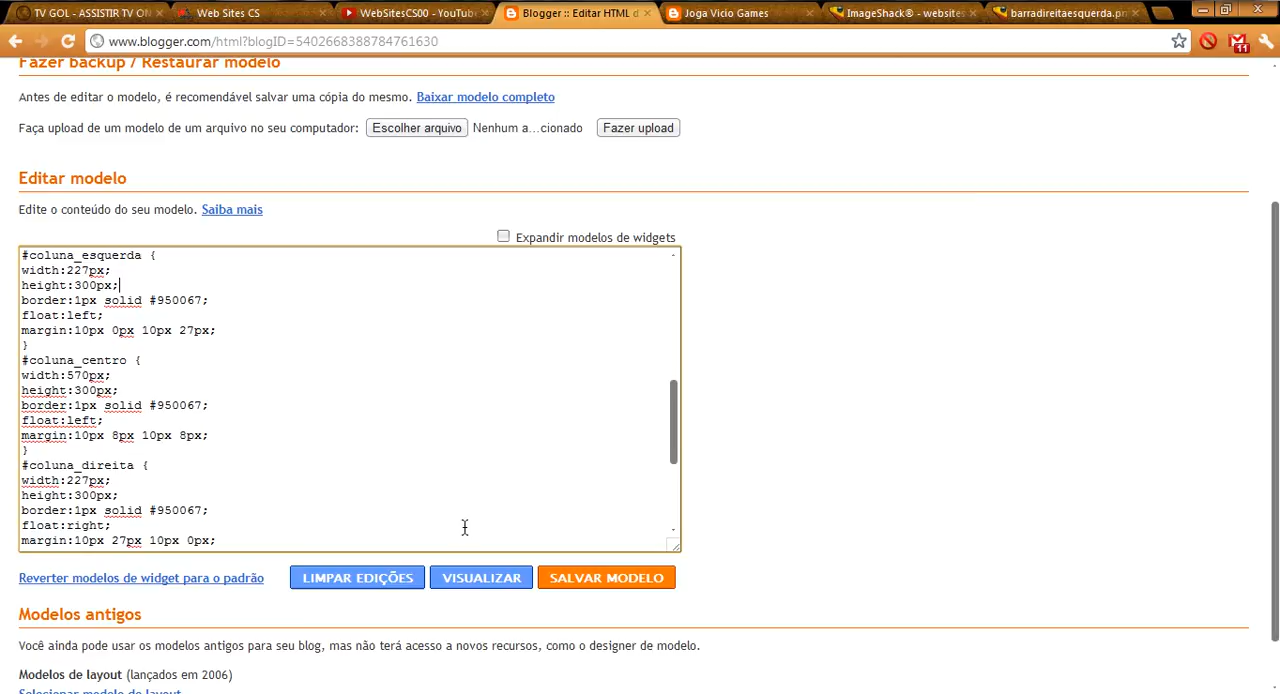 TV GOL - ASSISTIR TV ON
Web Sites CS
WebSitesCS00 - YouTub
Blogger :: Editar HTML d
Joga Vicio Games
ImageShack® - websites
barradireitaesquerda.pn
www.blogger.com/html?blogID=5402668388784761630
11
Fazer backup / Restaurar modelo
Antes de editar o modelo, é recomendável salvar uma cópia do mesmo. Baixar modelo completo
Faça upload de um modelo de um arquivo no seu computador: Escolher arquivo Nenhum a...cionado Fazer upload
Editar modelo
Edite o conteúdo do seu modelo. Saiba mais
Expandir modelos de widgets
#coluna_esquerda {
width:227px;
height:300px;
border:1px solid #950067;
float:left;
margin:10px 0px 10px 27px;
}
#coluna_centro {
width:570px;
height:300px;
border:1px solid #950067;
float:left;
margin:10px 8px 10px 8px;
}
#coluna_direita {
width:227px;
height:300px;
border:1px solid #950067;
float:right;
margin:10px 27px 10px 0px;
Reverter modelos de widget para o padrão LIMPAR EDIÇÕES VISUALIZAR SALVAR MODELO
Modelos antigos
Você ainda pode usar os modelos antigos para seu blog, mas não terá acesso a novos recursos, como o designer de modelo.
Modelos de layout (lançados em 2006)
Selecionar modelo de layout